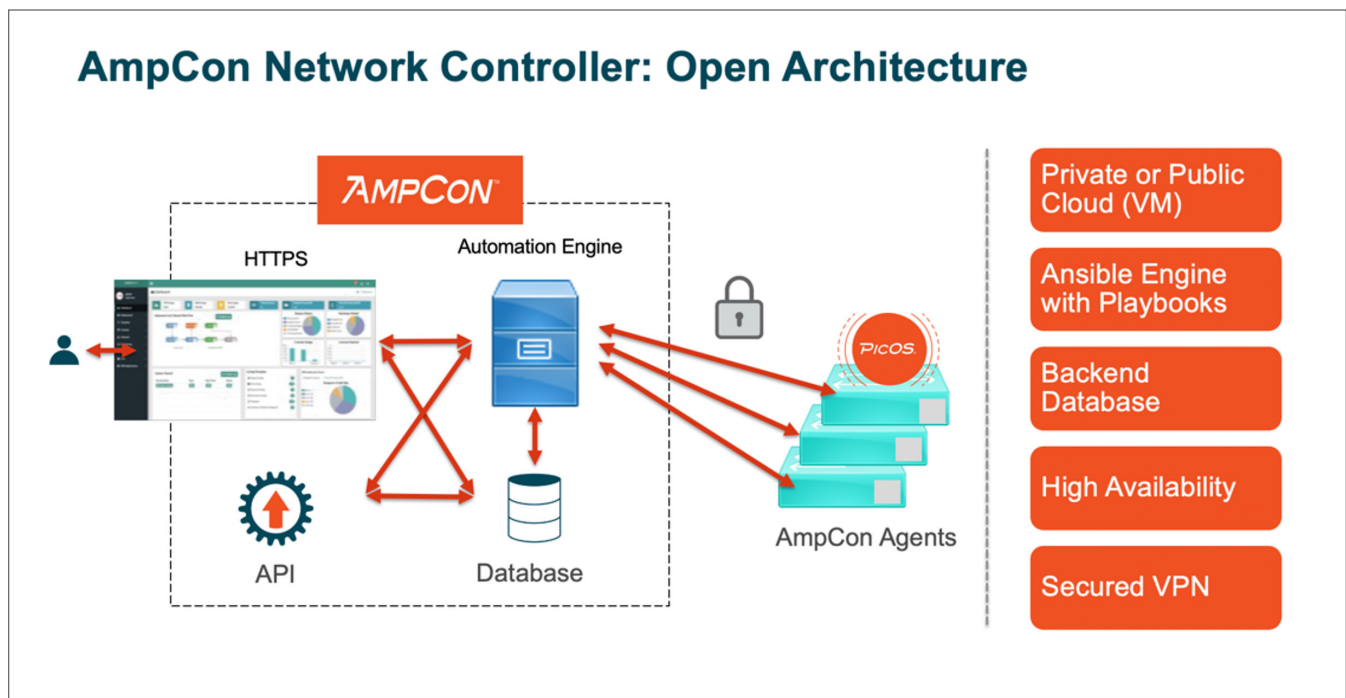 AmpCon Network Controller: Open Architecture
AMPCON™
HTTPS
Automation Engine
API
Database
PICOS
AmpCon Agents
Private or Public
Cloud (VM)
Ansible Engine
with Playbooks
Backend
Database
High Availability
Secured VPN